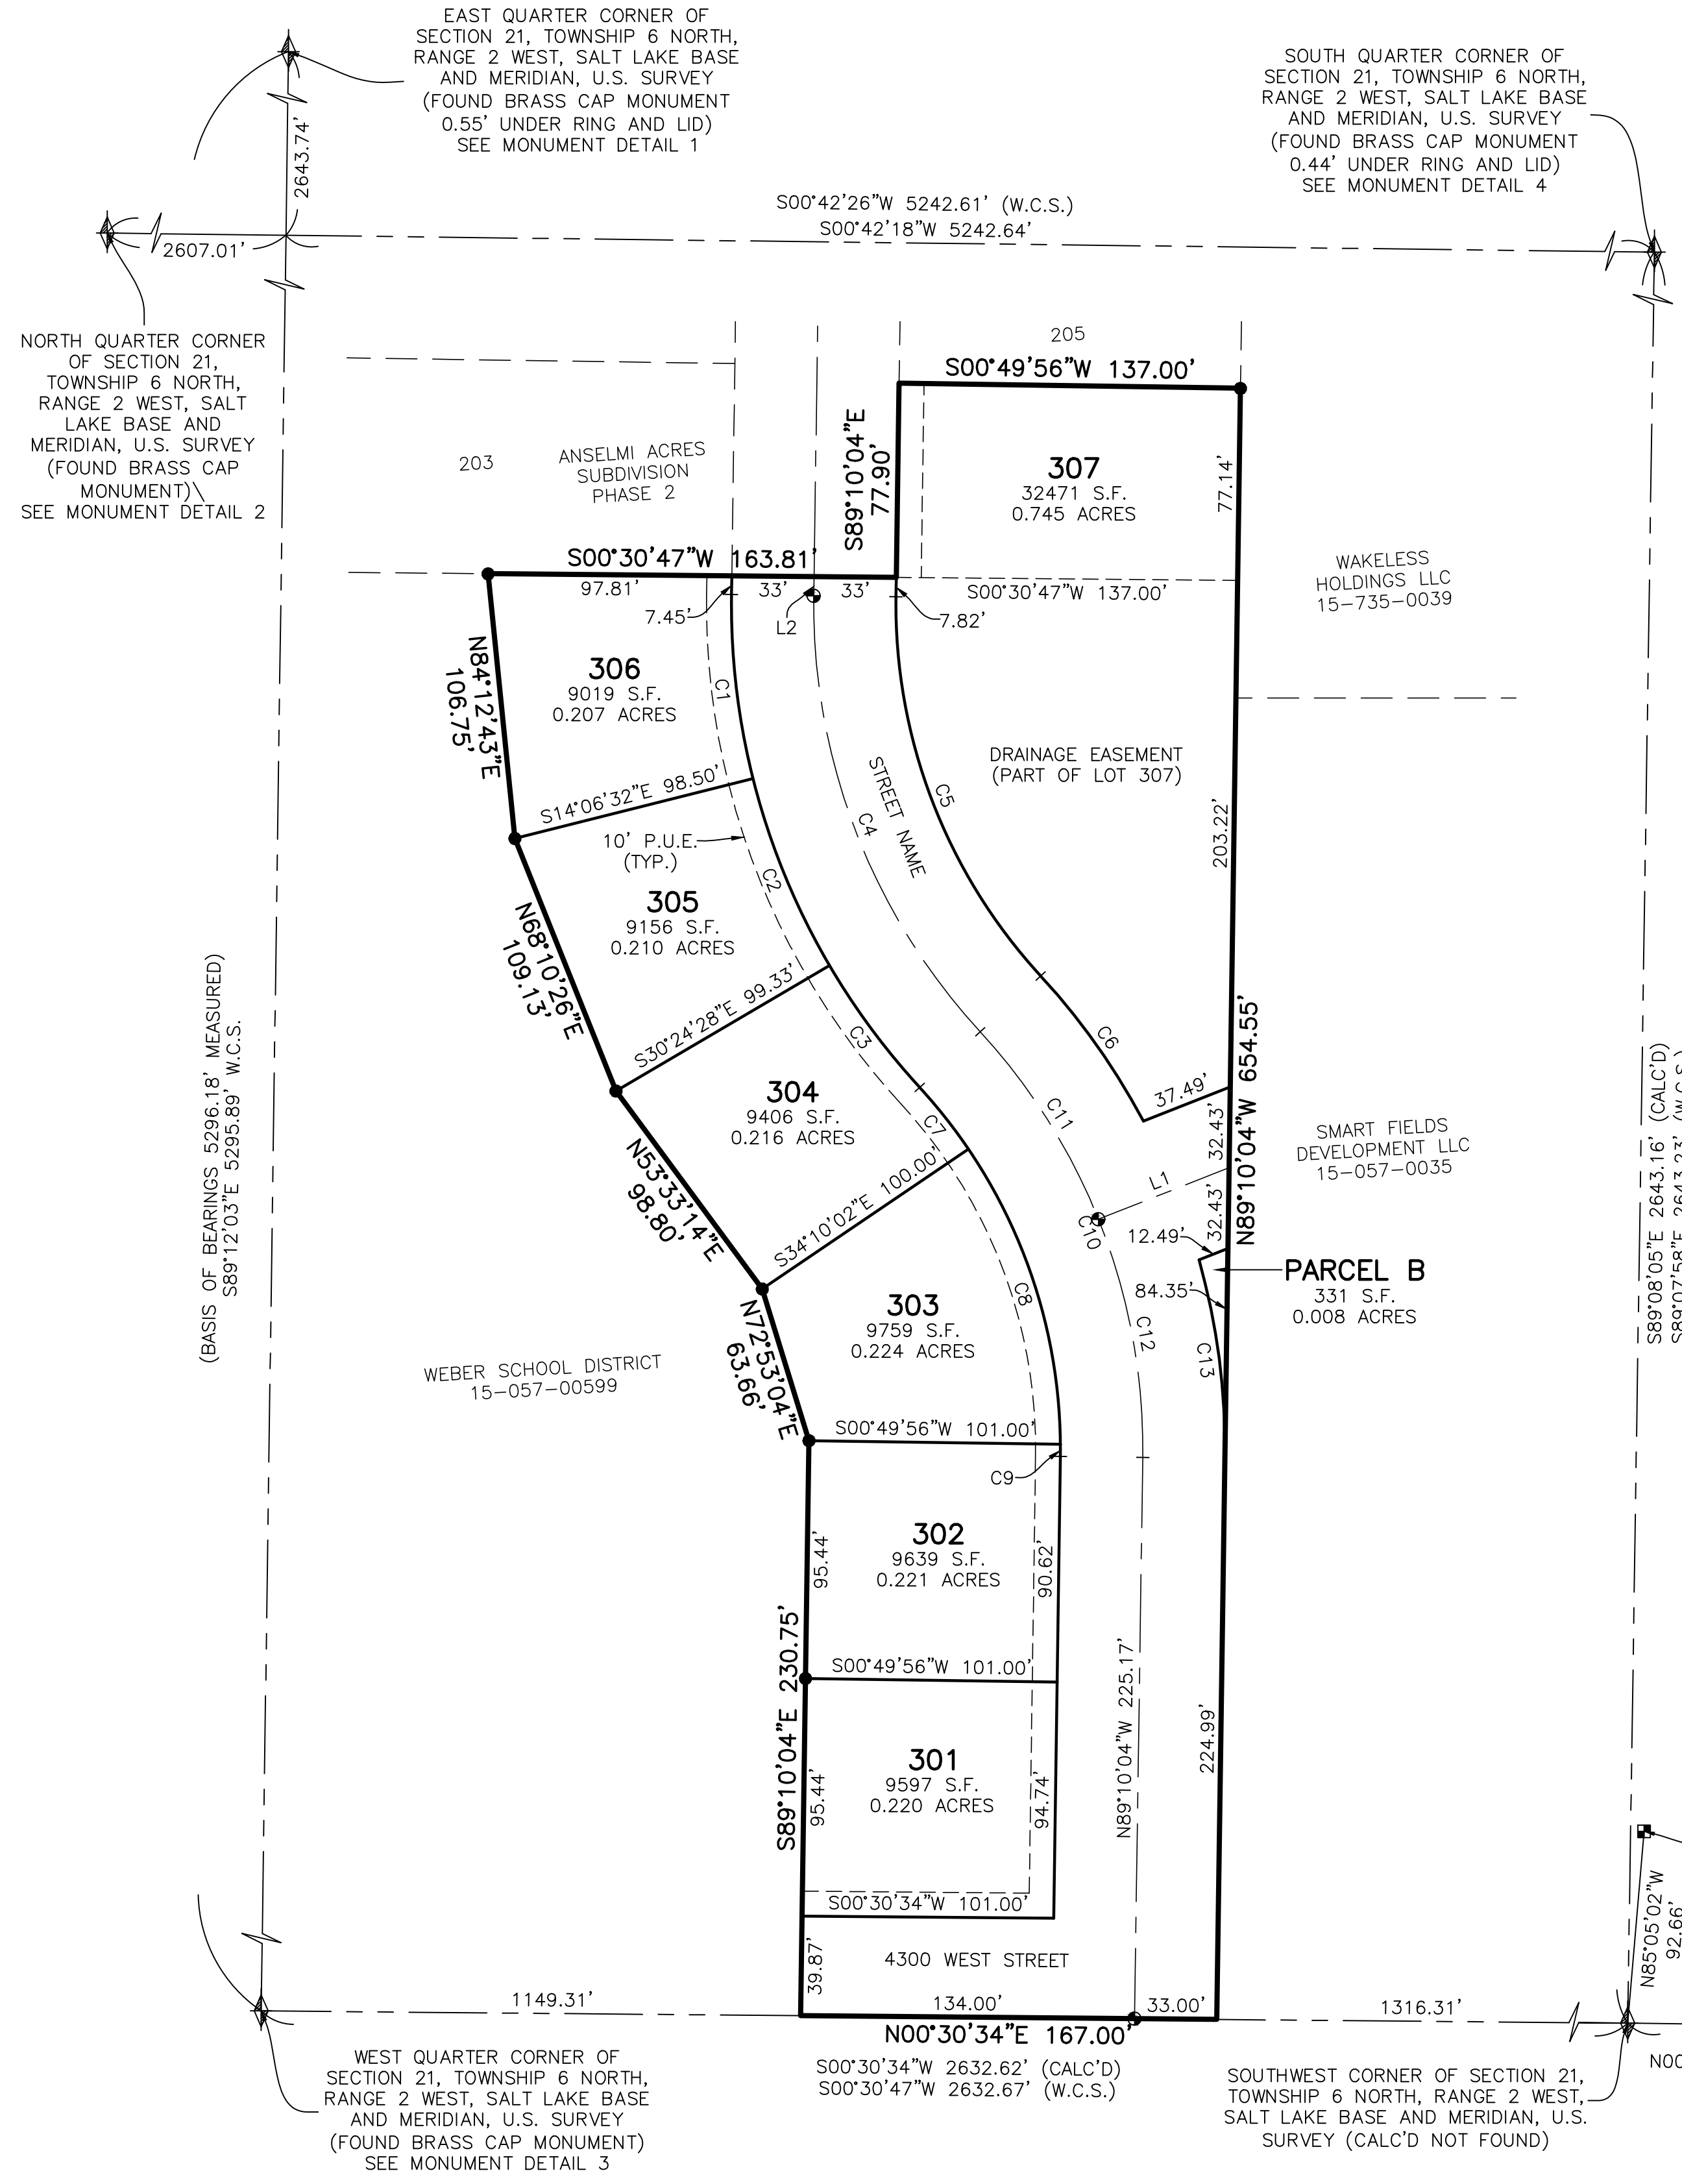 EAST QUARTER CORNER OF
SECTION 21, TOWNSHIP 6 NORTH,
RANGE 2 WEST, SALT LAKE BASE
AND MERIDIAN, U.S. SURVEY
(FOUND BRASS CAP MONUMENT
0.55' UNDER RING AND LID)
SEE MONUMENT DETAIL 1
SOUTH QUARTER CORNER OF
SECTION 21, TOWNSHIP 6 NORTH,
RANGE 2 WEST, SALT LAKE BASE
AND MERIDIAN, U.S. SURVEY
(FOUND BRASS CAP MONUMENT
0.44' UNDER RING AND LID)
SEE MONUMENT DETAIL 4
2643.74'
S00°42'26"W 5242.61' (W.C.S.)
S00°42'18"W 5242.64'
2607.01'
NORTH QUARTER CORNER
OF SECTION 21,
TOWNSHIP 6 NORTH,
RANGE 2 WEST, SALT
LAKE BASE AND
MERIDIAN, U.S. SURVEY
(FOUND BRASS CAP
MONUMENT)\
SEE MONUMENT DETAIL 2
205
S00°49'56"W 137.00'
203
ANSELMI ACRES
SUBDIVISION
PHASE 2
S89°10'04"E
77.90'
307
32471 S.F.
0.745 ACRES
77.14'
S00°30'47"W 163.81'
97.81'
33'
33'
7.45'
L2
7.82'
S00°30'47"W 137.00'
WAKELESS
HOLDINGS LLC
15-735-0039
N84°12'43"E
106.75'
306
9019 S.F.
0.207 ACRES
C1
DRAINAGE EASEMENT
(PART OF LOT 307)
S14°06'32"E 98.50'
STREET NAME
C5
C4
203.22'
10' P.U.E.
(TYP.)
C2
305
9156 S.F.
0.210 ACRES
N68°10'26"E
109.13'
S30°24'28"E 99.33'
C3
C6
N89°10'04"W 654.55'
(BASIS OF BEARINGS 5296.18' MEASURED)
S89°12'03"E 5295.89' W.C.S.
304
9406 S.F.
0.216 ACRES
C7
C11
37.49'
32.43'
SMART FIELDS
DEVELOPMENT LLC
15-057-0035
S89°08'05"E 2643.16' (CALC'D)
S89°07'58"E 2643.23' (W.C.S.)
N53°33'14"E
98.80'
S34°10'02"E 100.00'
L1
C10
32.43'
12.49'
PARCEL B
331 S.F.
0.008 ACRES
84.35'
C8
C12
C13
303
9759 S.F.
0.224 ACRES
N72°53'04"E
63.66'
WEBER SCHOOL DISTRICT
15-057-00599
S00°49'56"W 101.00'
C9
302
9639 S.F.
0.221 ACRES
95.44'
90.62'
S00°49'56"W 101.00'
S89°10'04"E 230.75'
N89°10'04"W 225.17'
224.99'
301
9597 S.F.
0.220 ACRES
95.44'
94.74'
S00°30'34"W 101.00'
4300 WEST STREET
39.87'
N85°05'02"W
92.66'
1149.31'
134.00'
33.00'
1316.31'
N00°30'34"E 167.00'
S00°30'34"W 2632.62' (CALC'D)
S00°30'47"W 2632.67' (W.C.S.)
WEST QUARTER CORNER OF
SECTION 21, TOWNSHIP 6 NORTH,
RANGE 2 WEST, SALT LAKE BASE
AND MERIDIAN, U.S. SURVEY
(FOUND BRASS CAP MONUMENT)
SEE MONUMENT DETAIL 3
SOUTHWEST CORNER OF SECTION 21,
TOWNSHIP 6 NORTH, RANGE 2 WEST,
SALT LAKE BASE AND MERIDIAN, U.S.
SURVEY (CALC'D NOT FOUND)